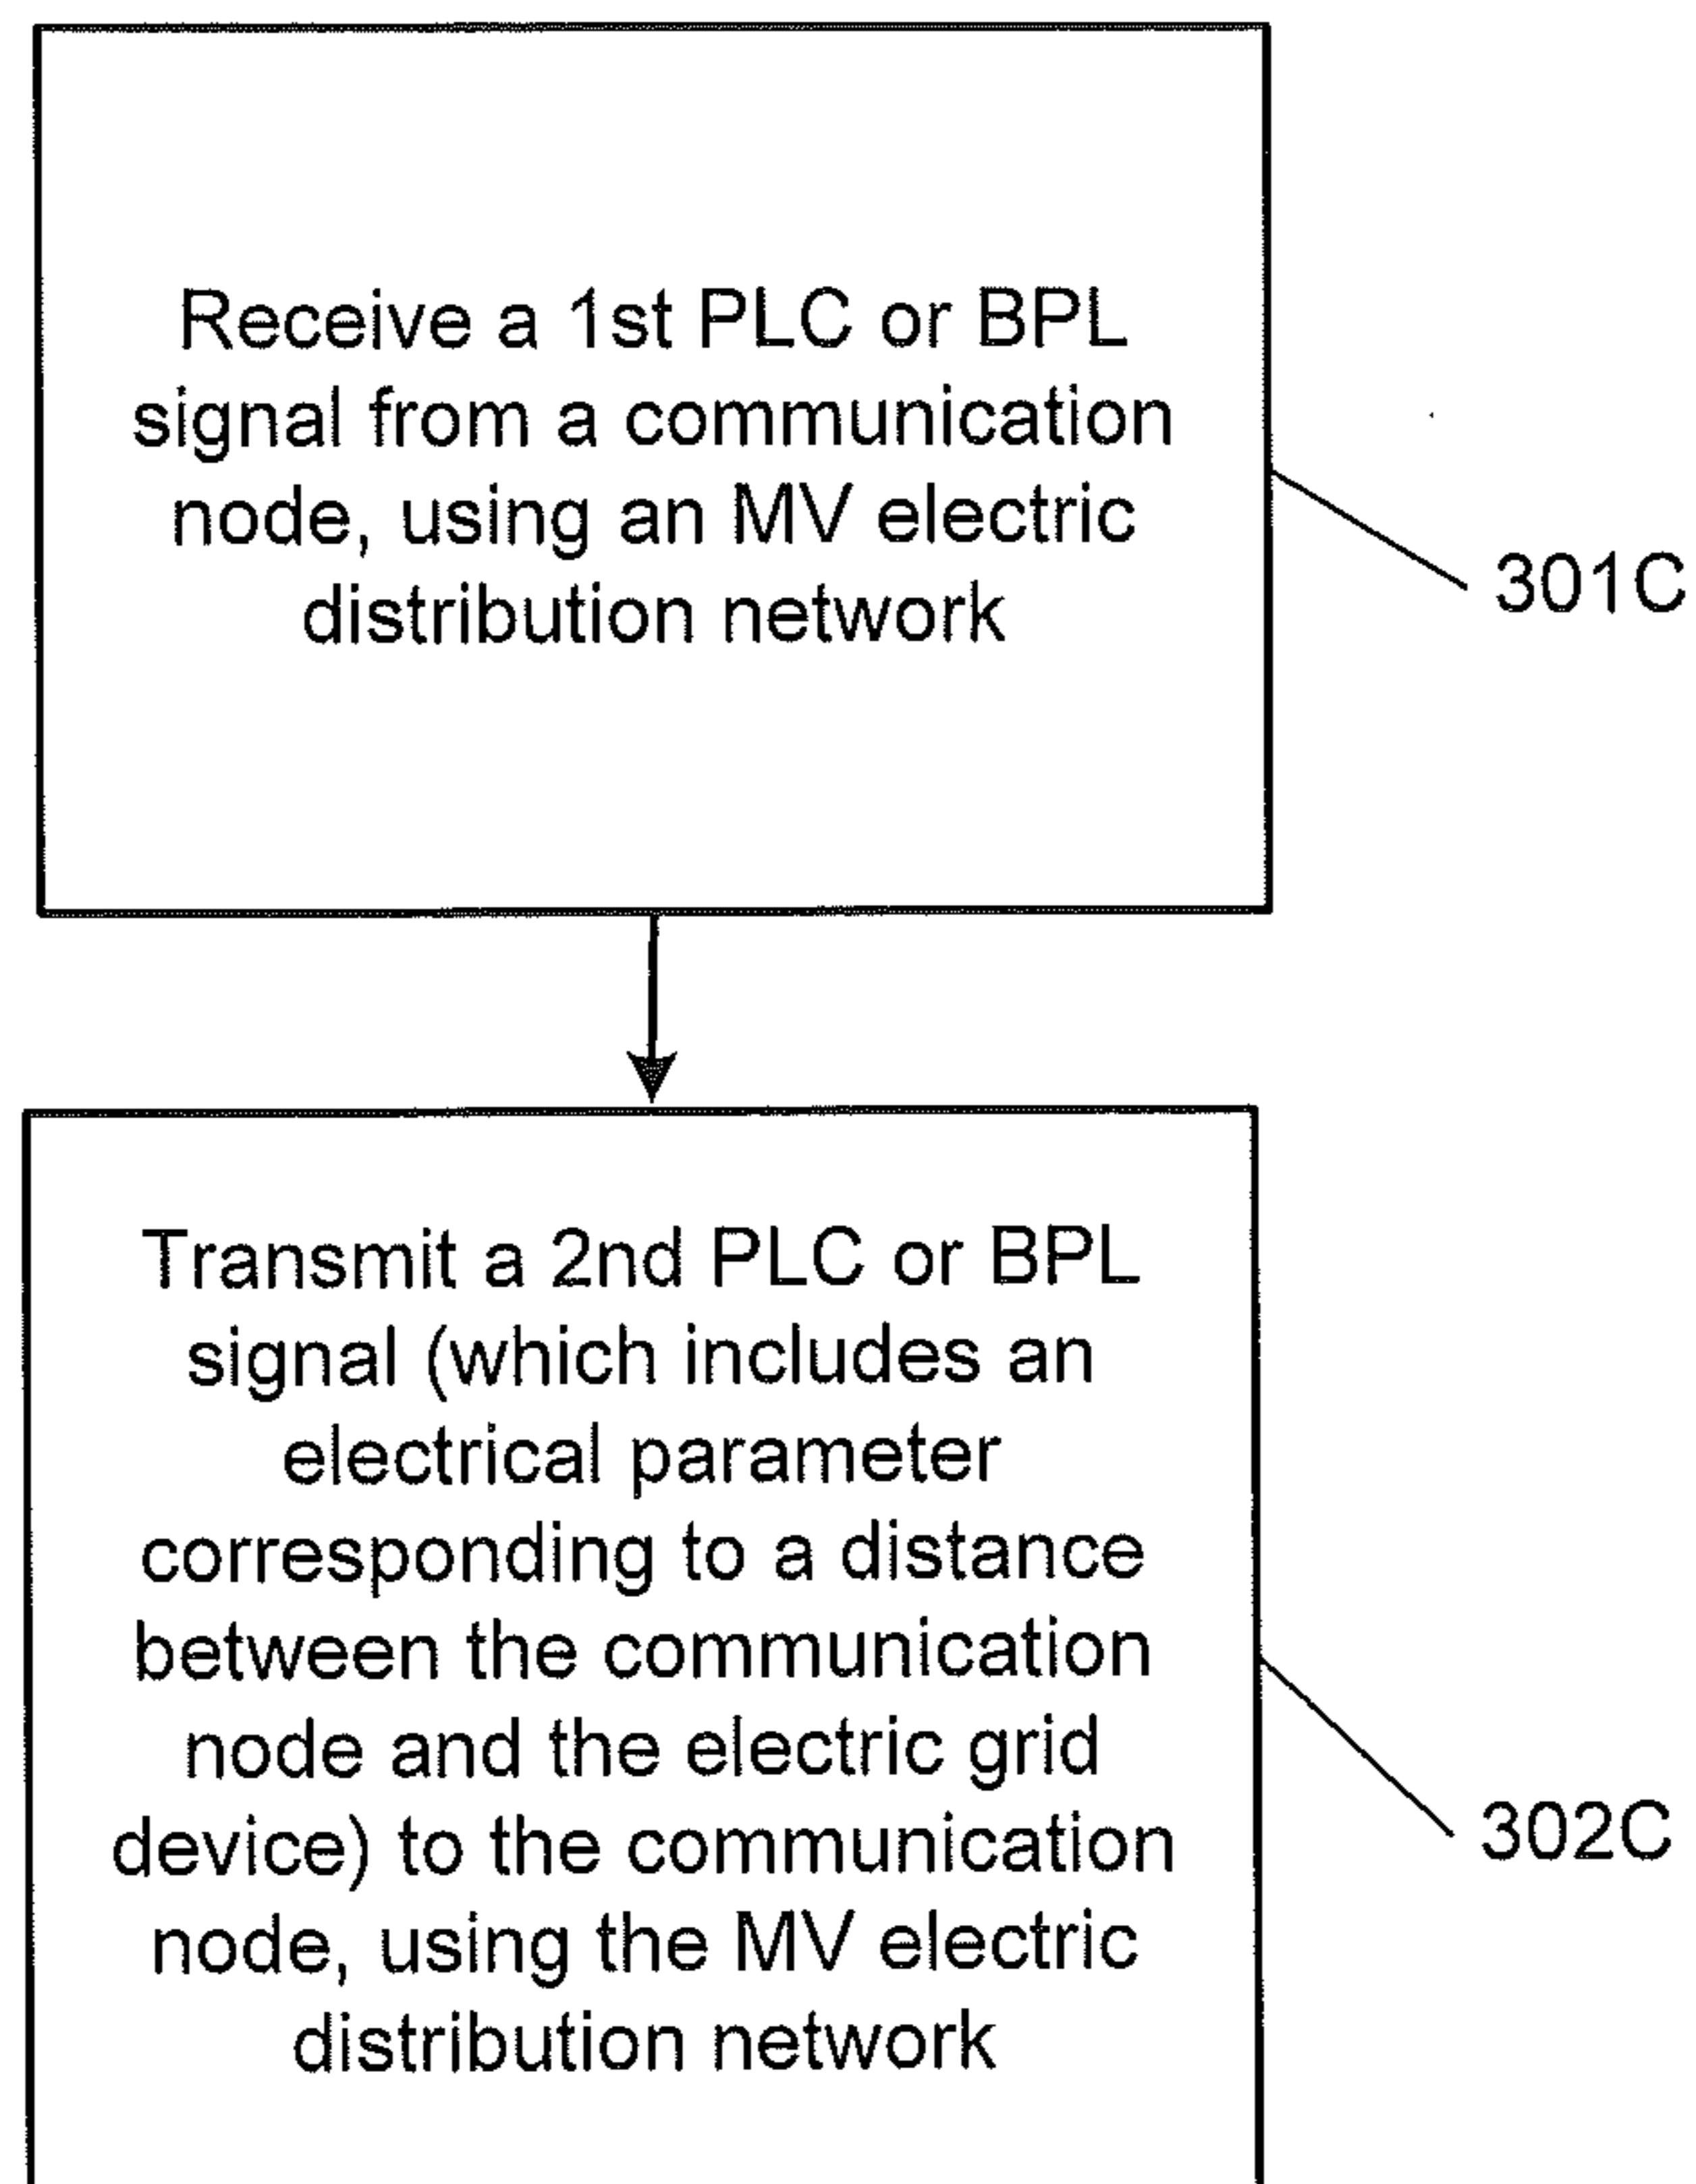 Receive a 1st PLC or BPL
signal from a communication
node, using an MV electric
distribution network
301C
Transmit a 2nd PLC or BPL
signal (which includes an
electrical parameter
corresponding to a distance
between the communication
node and the electric grid
device) to the communication
node, using the MV electric
distribution network
302C